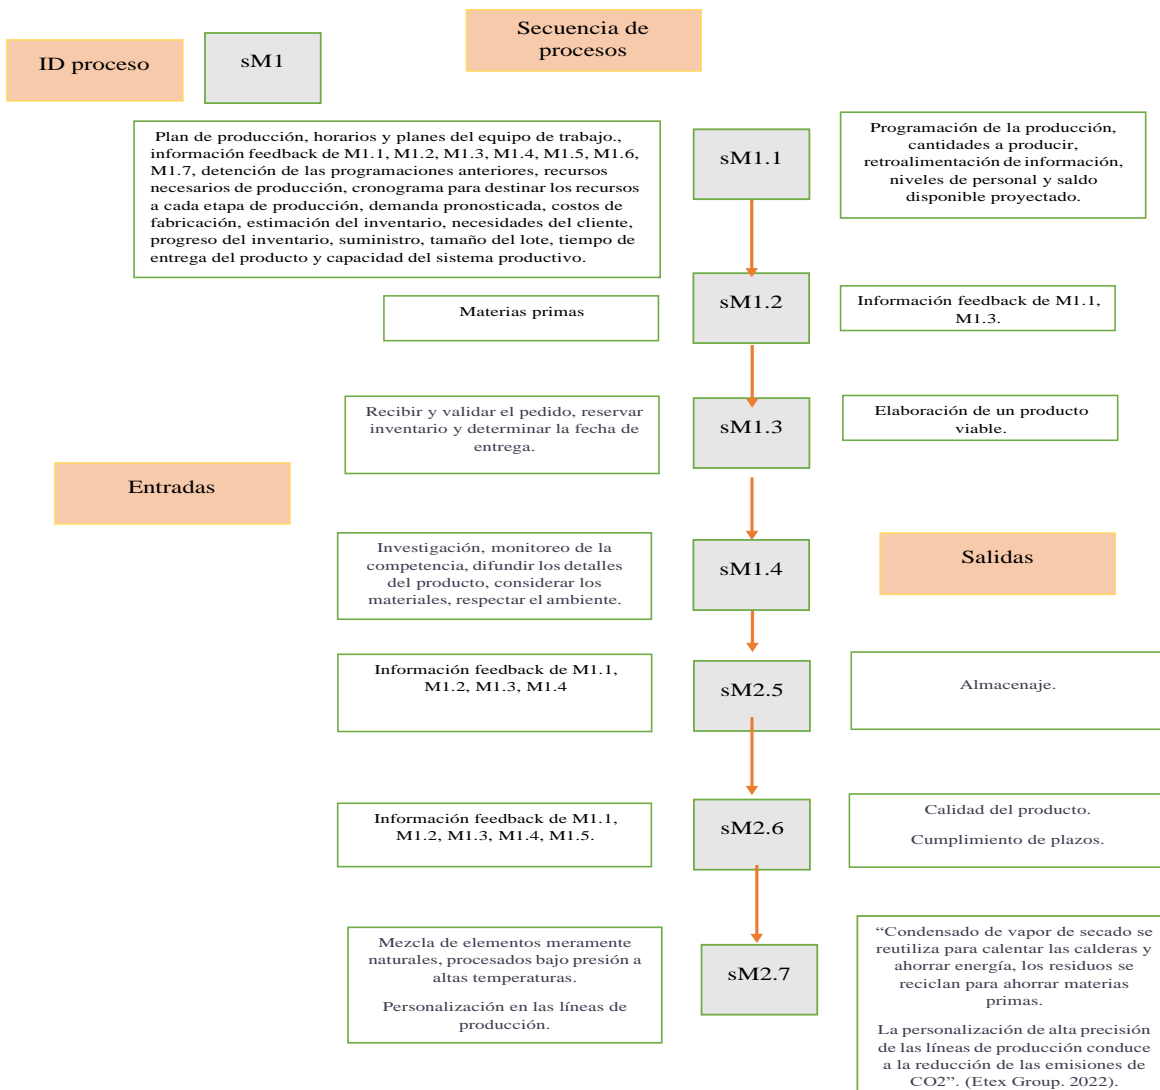 Secuencia de
procesos
ID proceso
sM1
Plan de producción, horarios y planes del equipo de trabajo.,
información feedback de M1.1, M1.2, M1.3, M1.4, M1.5, M1.6,
M1.7, detención de las programaciones anteriores, recursos
necesarios de producción, cronograma para destinar los recursos
a cada etapa de producción, demanda pronosticada, costos de
fabricación, estimación del inventario, necesidades del cliente,
progreso del inventario, suministro, tamaño del lote, tiempo de
entrega del producto y capacidad del sistema productivo.
sM1.1
Programación de la producción,
cantidades a producir,
retroalimentación de información,
niveles de personal y saldo
disponible proyectado.
Materias primas
sM1.2
Información feedback de M1.1,
M1.3.
Recibir y validar el pedido, reservar
inventario y determinar la fecha de
entrega.
sM1.3
Elaboración de un producto
viable.
Entradas
Investigación, monitoreo de la
competencia, difundir los detalles
del producto, considerar los
materiales, respectar el ambiente.
sM1.4
Salidas
Información feedback de M1.1,
M1.2, M1.3, M1.4
sM2.5
Almacenaje.
Información feedback de M1.1,
M1.2, M1.3, M1.4, M1.5.
sM2.6
Calidad del producto.
Cumplimiento de plazos.
Mezcla de elementos meramente
naturales, procesados bajo presión a
altas temperaturas.
Personalización en las líneas de
producción.
sM2.7
“Condensado de vapor de secado se
reutiliza para calentar las calderas y
ahorrar energía, los residuos se
reciclan para ahorrar materias
primas.
La personalización de alta precisión
de las líneas de producción conduce
a la reducción de las emisiones de
CO2”. (Etex Group. 2022).